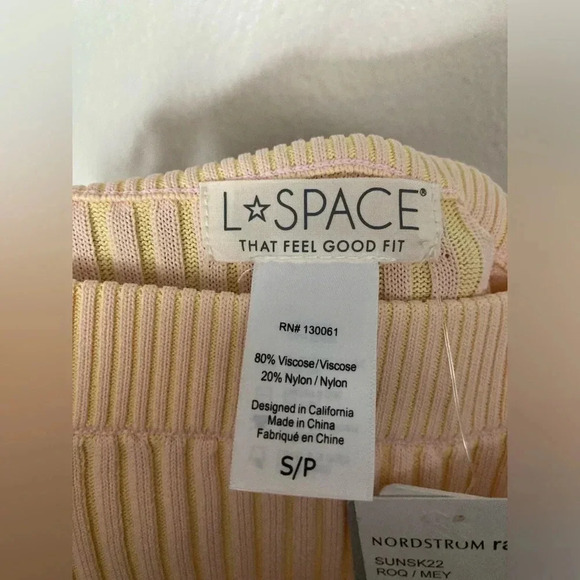 L☆SPACE®
THAT FEEL GOOD FIT
RN# 130061
80% Viscose/Viscose
20% Nylon / Nylon
Designed in California
Made in China
Fabriqué en Chine
S/P
NORDSTROM ra
SUNSK22
ROQ / MEY